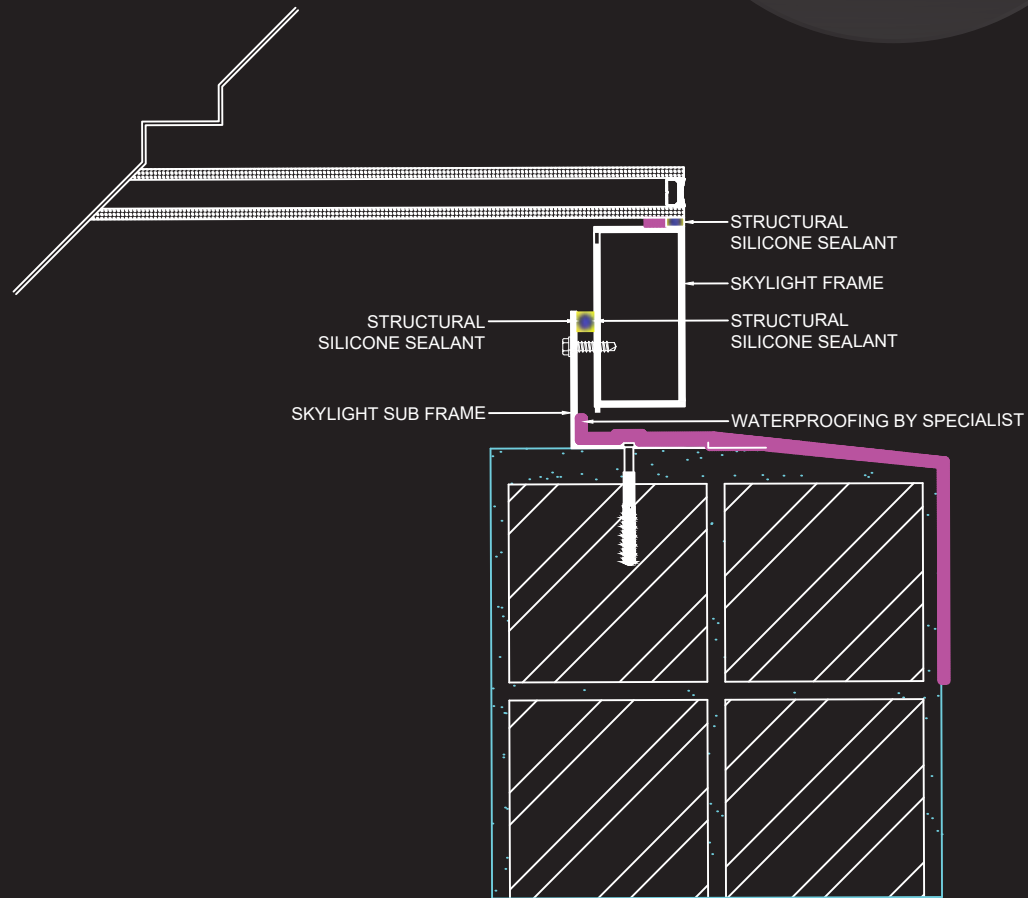 STRUCTURAL
SILICONE SEALANT
SKYLIGHT FRAME
STRUCTURAL
SILICONE SEALANT
STRUCTURAL
SILICONE SEALANT
SKYLIGHT SUB FRAME
WATERPROOFING BY SPECIALIST